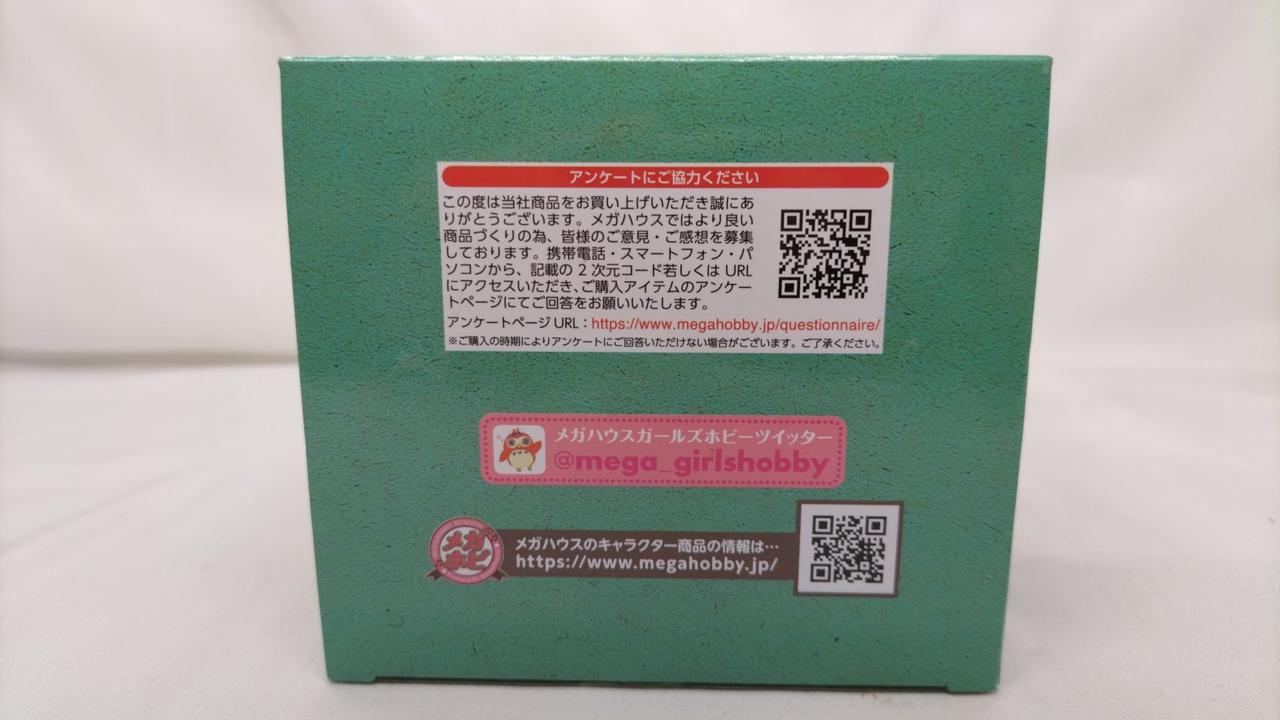 アンケートにご協力ください
この度は当社商品をお買い上げいただき誠にあ
りがとうございます。メガハウスではより良い
商品づくりの為、皆様のご意見・ご感想を募集
しております。携帯電話・スマートフォン・パ
ソコンから、記載の2次元コード若しくは URL
にアクセスいただき、ご購入アイテムのアンケー
トページにてご回答をお願いいたします。
アンケートページ URL：https://www.megahobby.jp/questionnaire/
※ご購入の時期によりアンケートにご回答いただけない場合がございます。ご了承ください。
メガハウスガールズホビーツイッター
@mega_girlshobby
メガ
ホビ
メガハウスのキャラクター商品の情報は…
https://www.megahobby.jp/